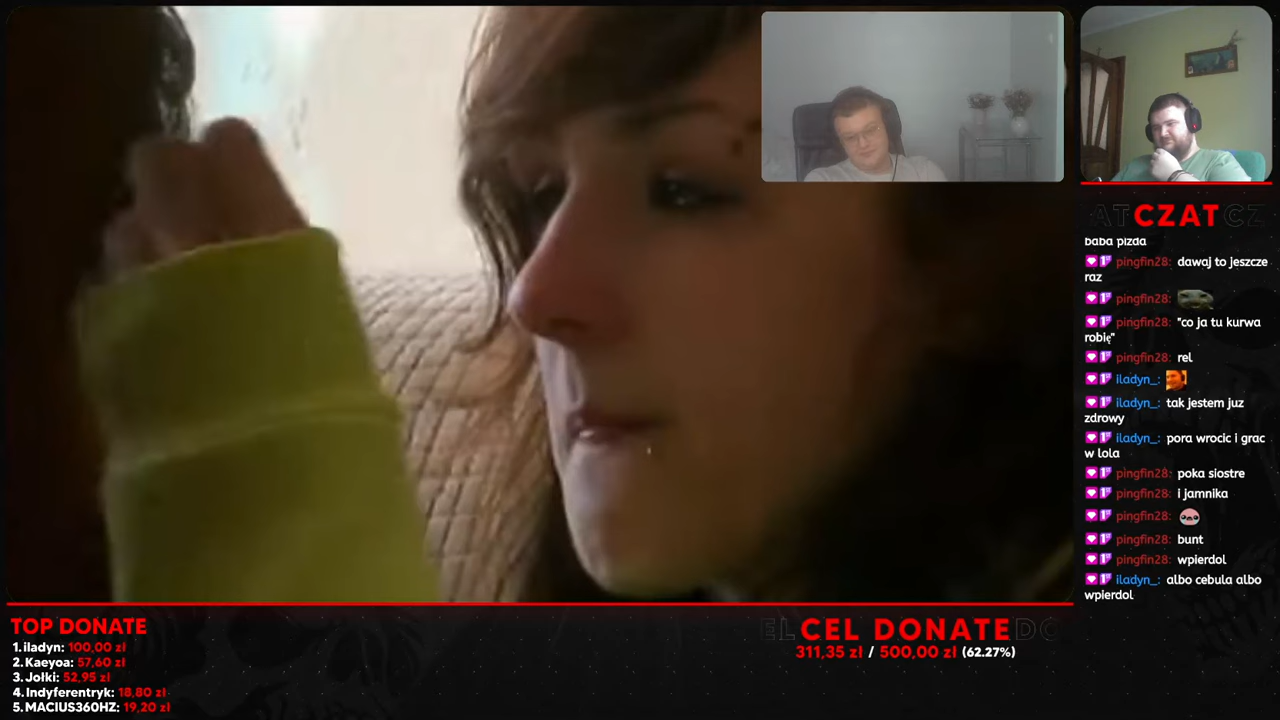 CZAT
baba pizda
pingfin28: dawaj to jeszcze
raz
pingfin28:
pingfin28: "co ja tu kurwa
robię"
pingfin28: rel
iladyn_:
iladyn_: tak jestem juz
zdrowy
iladyn_: pora wrocic i grac
w lola
pingfin28: poka siostre
pingfin28: i jamnika
pingfin28:
pingfin28: bunt
pingfin28: wpierdol
iladyn_: albo cebula albo
wpierdol
TOP DONATE
1. iladyn: 100,00 zł
2. Kaeyoa: 57,60 zł
3. Jołki: 52,95 zł
4. Indyferentryk: 18,80 zł
5. MACIUS360HZ: 19,20 zł
CEL DONATE
311,35 zł / 500,00 zł (62.27%)